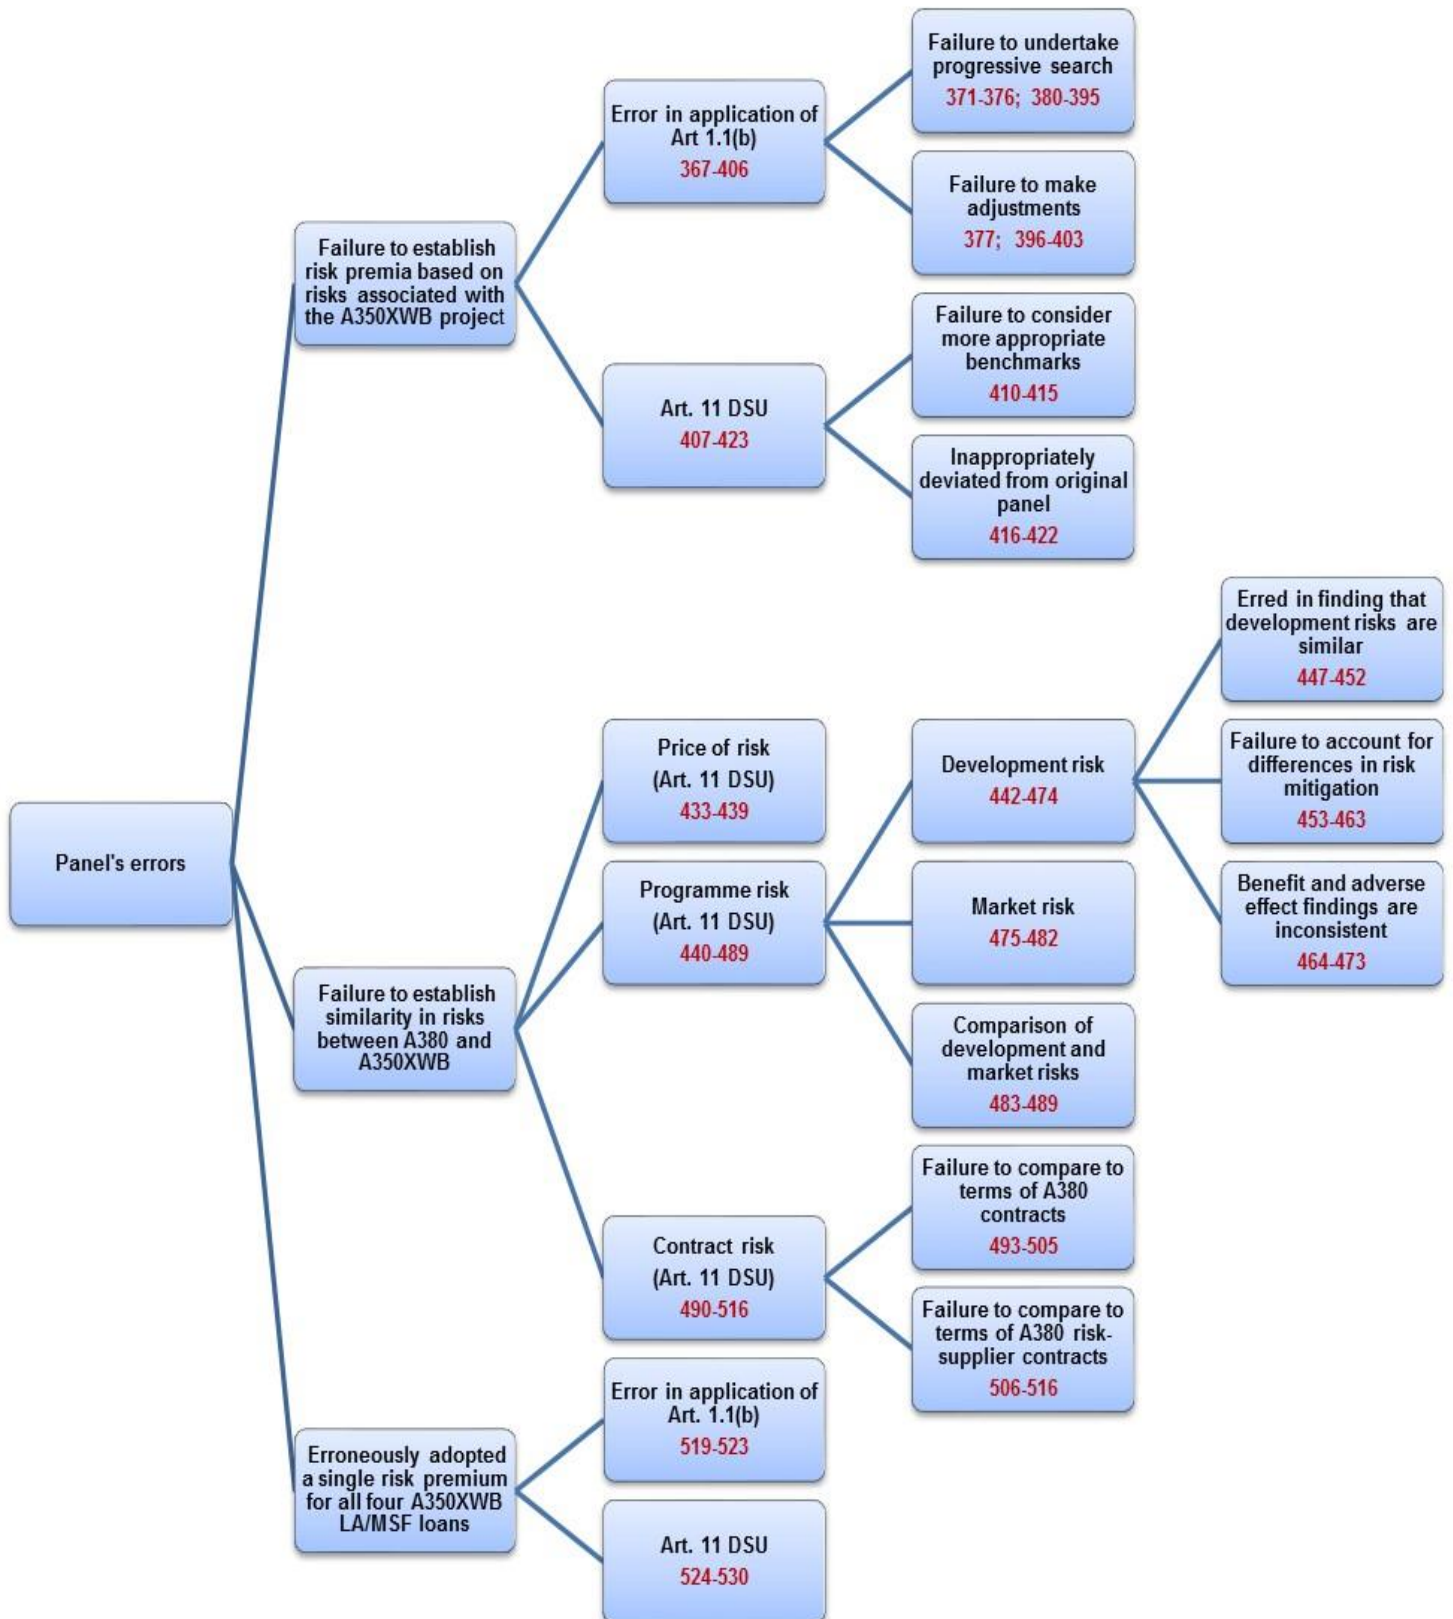 Panel's errors
Failure to establish
risk premia based on
risks associated with
the A350XWB project
Error in application of
Art 1.1(b)
367-406
Failure to undertake
progressive search
371-376; 380-395
Failure to make
adjustments
377; 396-403
Art. 11 DSU
407-423
Failure to consider
more appropriate
benchmarks
410-415
Inappropriately
deviated from original
panel
416-422
Failure to establish
similarity in risks
between A380 and
A350XWB
Price of risk
(Art. 11 DSU)
433-439
Programme risk
(Art. 11 DSU)
440-489
Development risk
442-474
Erred in finding that
development risks are
similar
447-452
Failure to account for
differences in risk
mitigation
453-463
Benefit and adverse
effect findings are
inconsistent
464-473
Market risk
475-482
Comparison of
development and
market risks
483-489
Contract risk
(Art. 11 DSU)
490-516
Failure to compare to
terms of A380
contracts
493-505
Failure to compare to
terms of A380 risk-
supplier contracts
506-516
Erroneously adopted
a single risk premium
for all four A350XWB
LA/MSF loans
Error in application of
Art. 1.1(b)
519-523
Art. 11 DSU
524-530